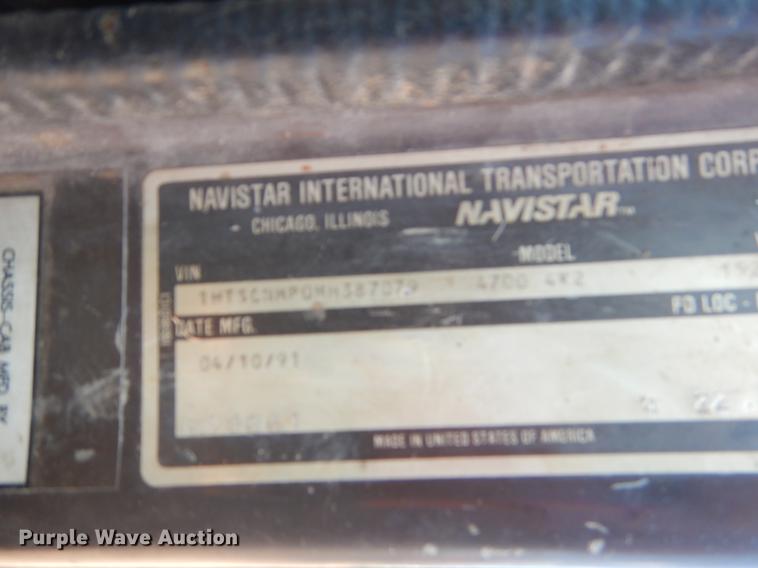 NAVISTAR INTERNATIONAL TRANSPORTATION CORP
CHICAGO, ILLINOIS NAVISTAR™
VIN MODEL
4700 4X2
DATE MFG. FD LOC -
04/10/91
MADE IN UNITED STATES OF AMERICA
CHASSIS-CAB MFD BY
Purple Wave Auction